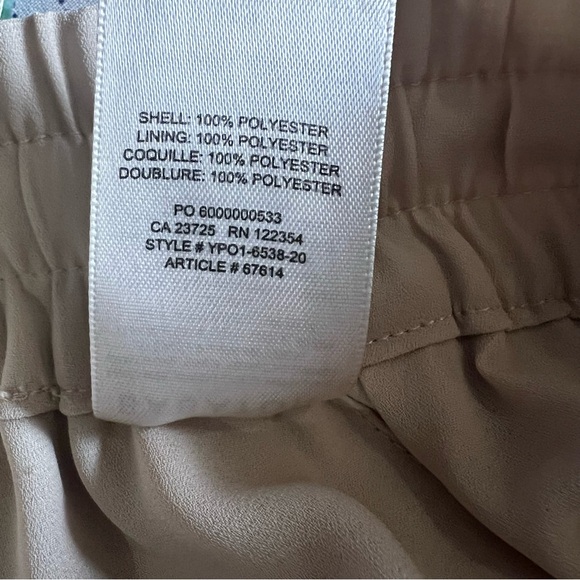 SHELL: 100% POLYESTER
LINING: 100% POLYESTER
COQUILLE: 100% POLYESTER
DOUBLURE: 100% POLYESTER
PO 6000000533
CA 23725 RN 122354
STYLE # YPO1-6538-20
ARTICLE # 67614